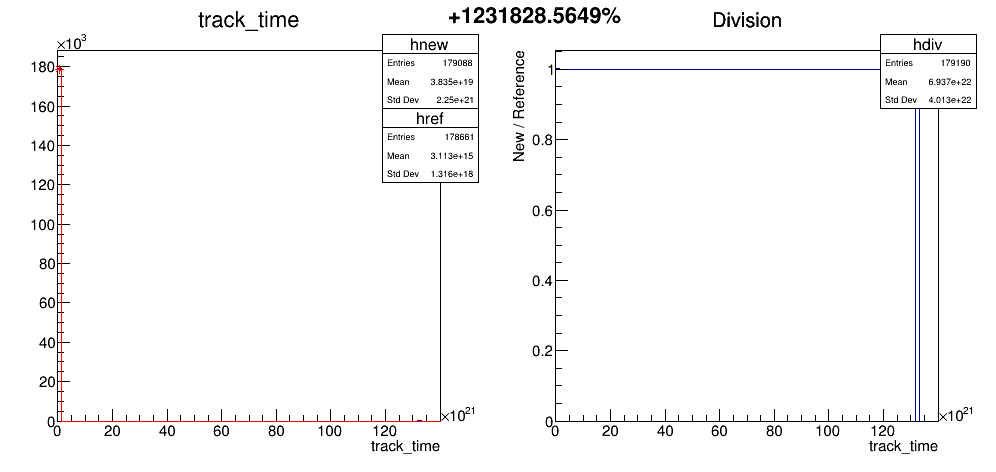 track_time
+1231828.5649%
Division
×10³
hnew
Entries 179088
Mean 3.835e+19
Std Dev 2.25e+21
href
Entries 178661
Mean 3.113e+15
Std Dev 1.316e+18
180
160
140
120
100
80
60
40
20
0
0 20 40 60 80 100 120
×10²¹
track_time
hdiv
Entries 179190
Mean 6.937e+22
Std Dev 4.013e+22
New / Reference
1
0.8
0.6
0.4
0.2
0
0 20 40 60 80 100 120
×10²¹
track_time